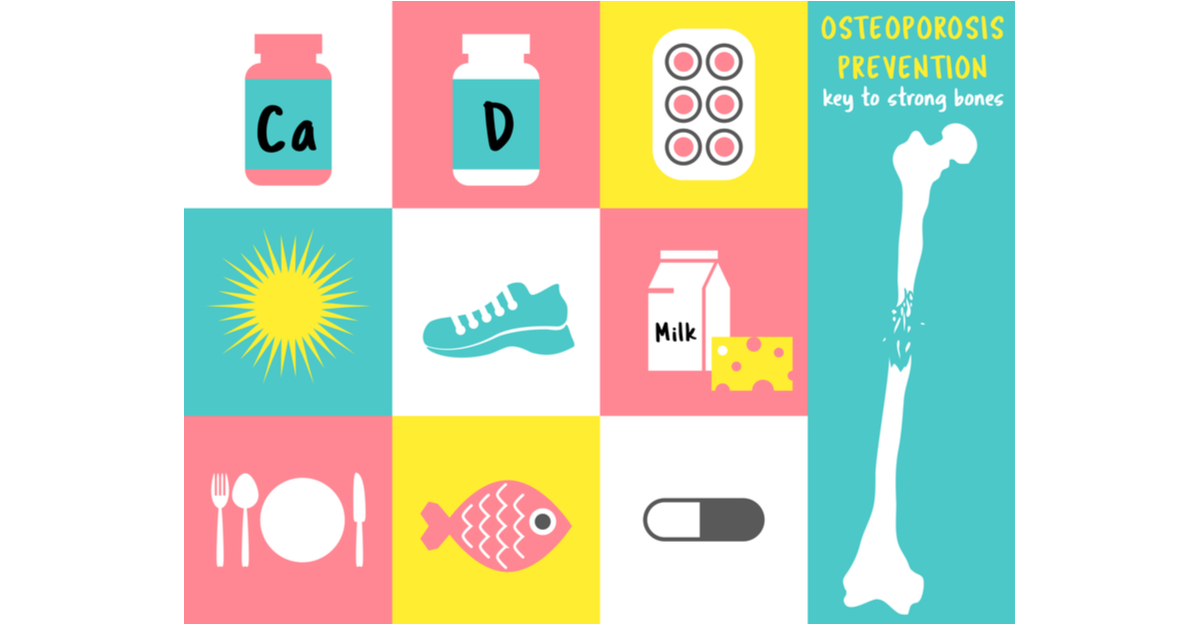 Ca
D
OSTEOPOROSIS
PREVENTION
key to strong bones
Milk